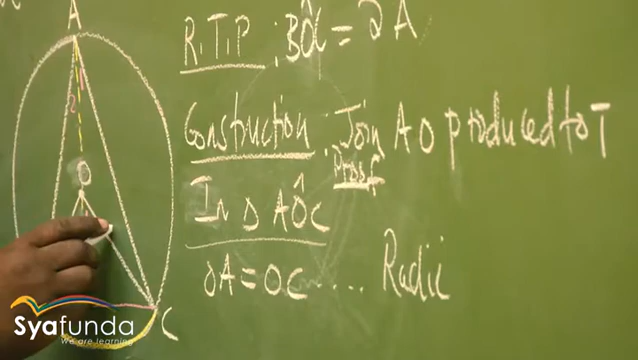 A
R.T.P : BÔC = 2A
Construction : Join AO produced to T
Proof
O
In Δ AÔC
OA = OC ... Radii
C
Syafunda
We are learning